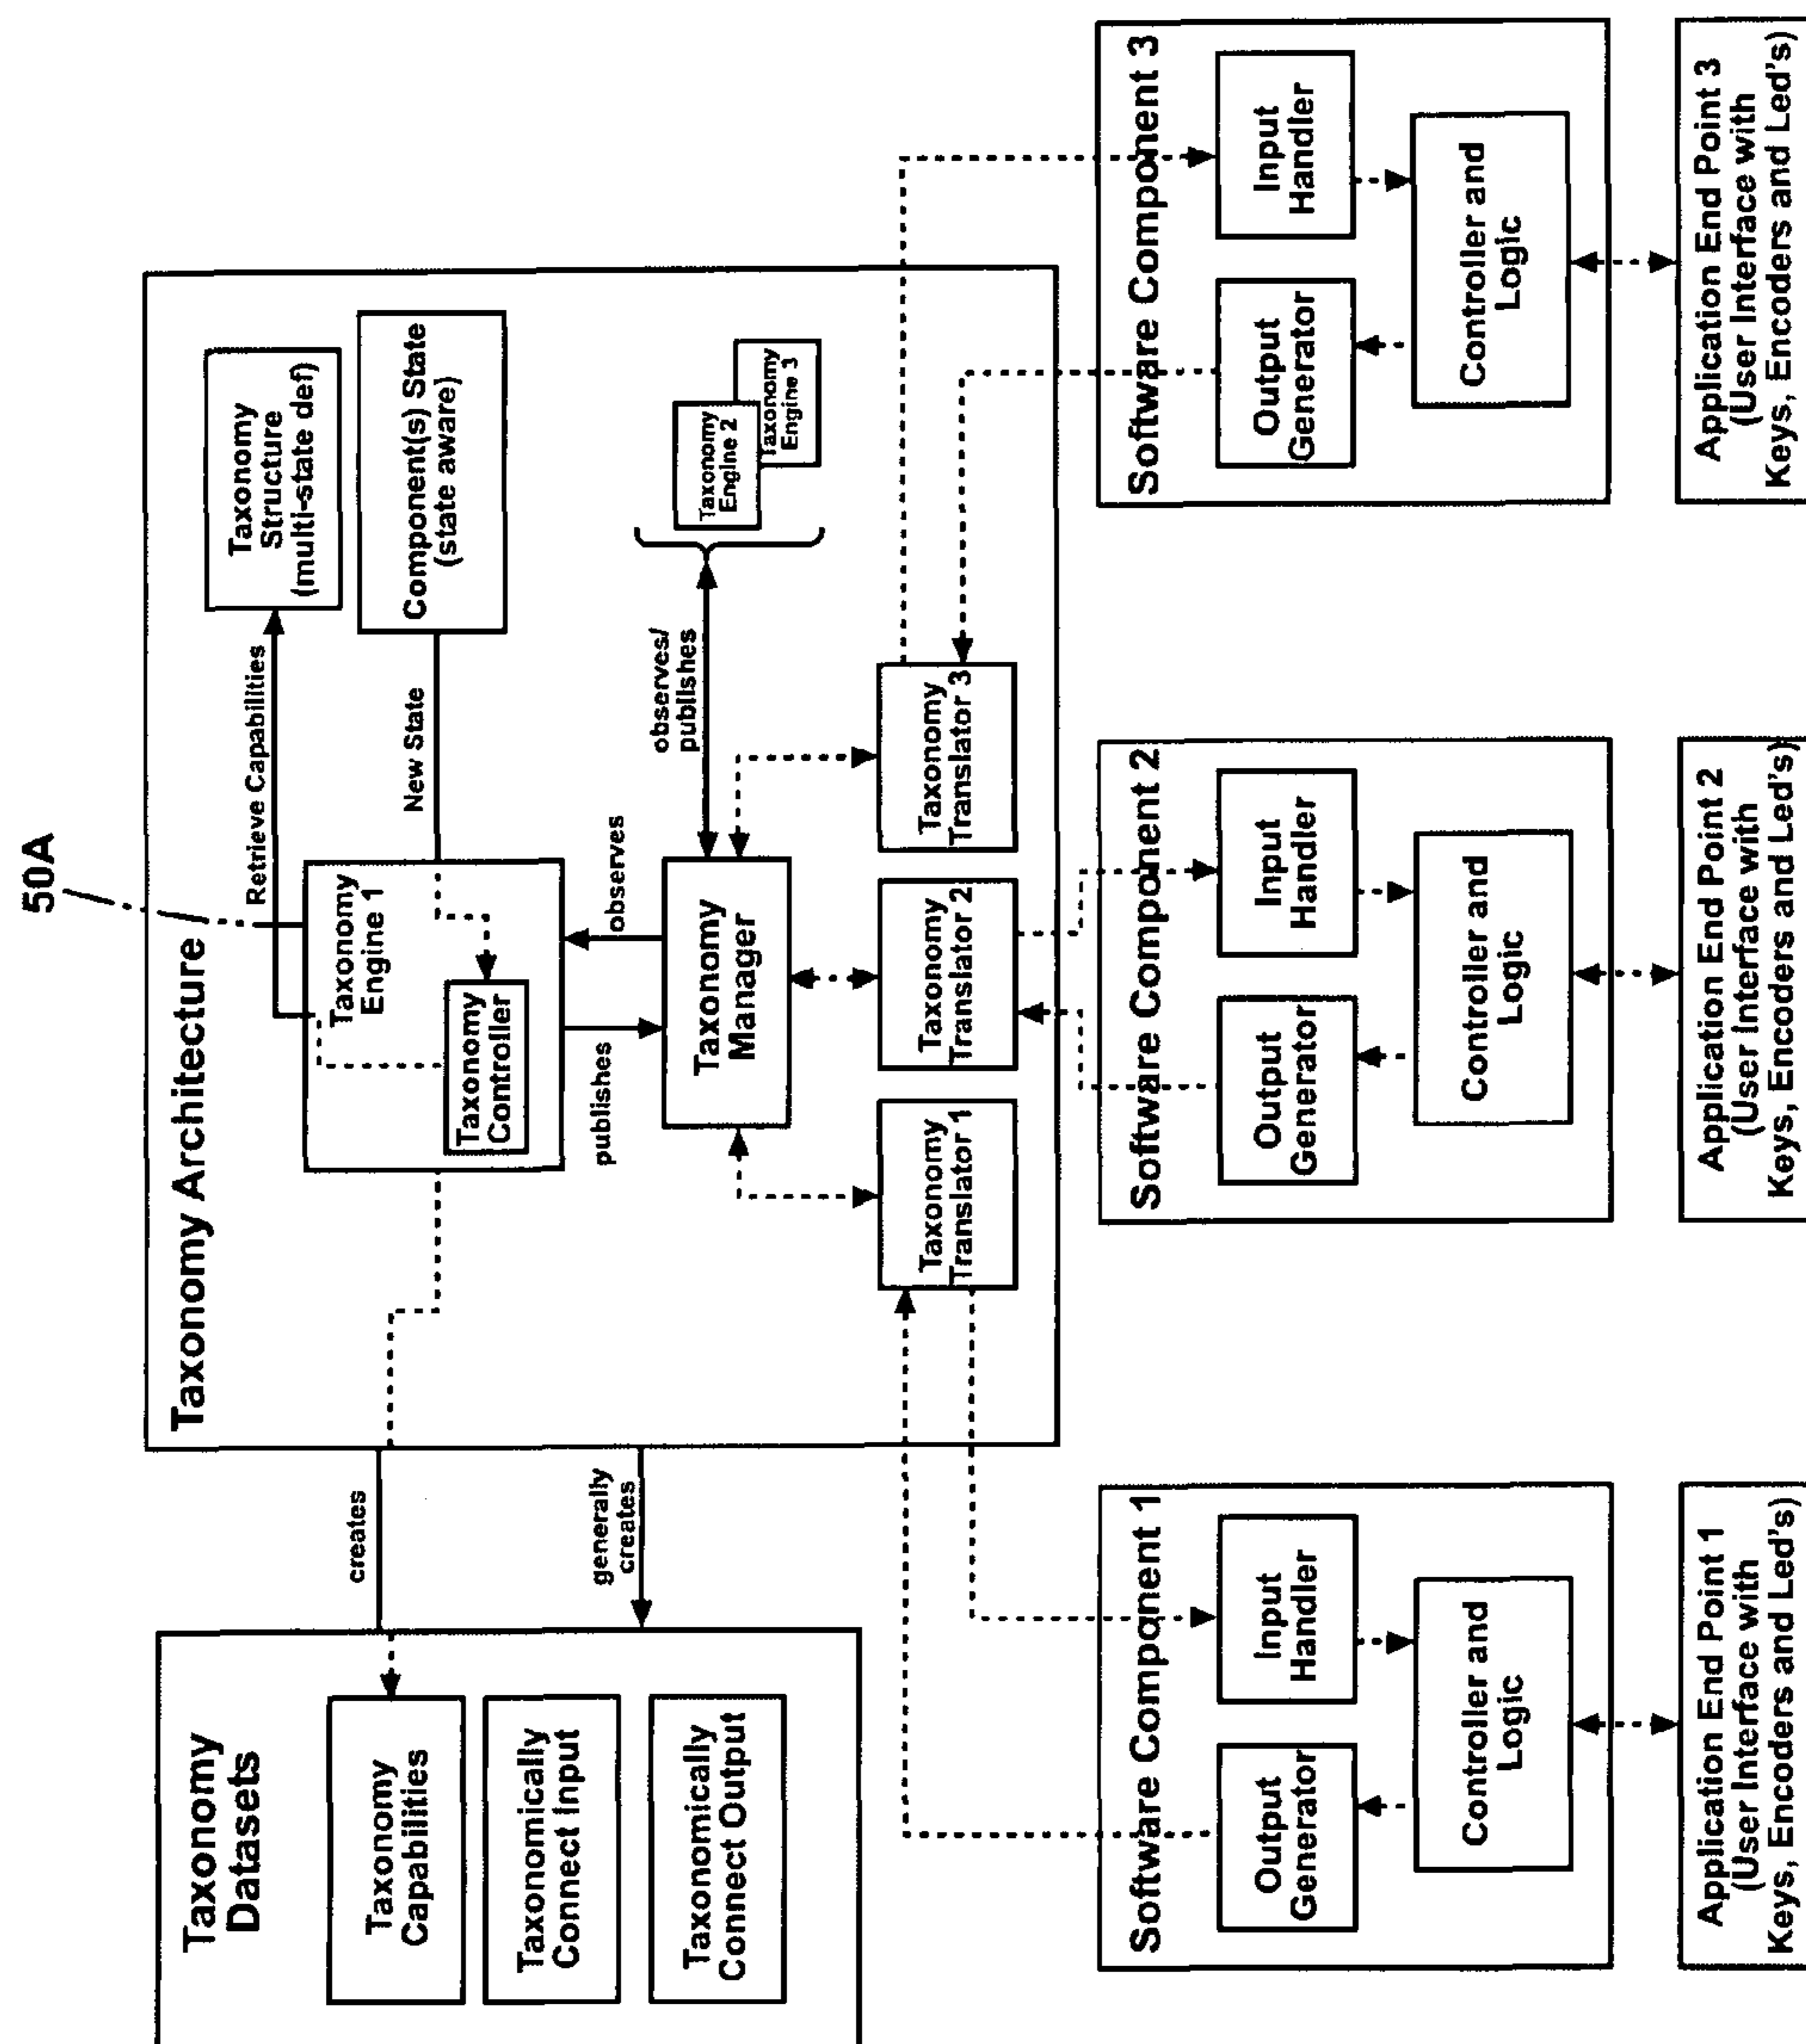 50A
Taxonomy
Datasets
Taxonomy
Capabilities
Taxonomically
Connect Input
Taxonomically
Connect Output
creates
generally
creates
Taxonomy Architecture
Taxonomy
Engine 1
Taxonomy
Controller
Retrieve Capabilities
New State
Taxonomy
Structure
(multi-state def)
Component(s) State
(state aware)
publishes
observes
Taxonomy
Manager
observes/
publishes
Taxonomy
Engine 2
Taxonomy
Engine 3
Taxonomy
Translator 1
Taxonomy
Translator 2
Taxonomy
Translator 3
Software Component 1
Output
Generator
Input
Handler
Controller and
Logic
Application End Point 1
(User Interface with
Keys, Encoders and Led's)
Software Component 2
Output
Generator
Input
Handler
Controller and
Logic
Application End Point 2
(User Interface with
Keys, Encoders and Led's)
Software Component 3
Output
Generator
Input
Handler
Controller and
Logic
Application End Point 3
(User Interface with
Keys, Encoders and Led's)